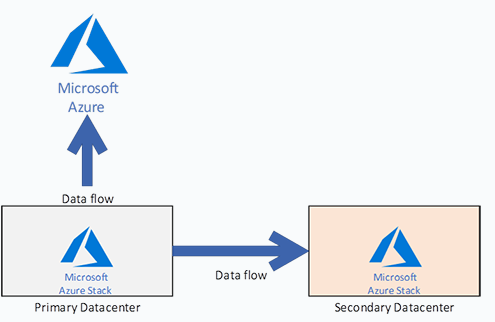 Microsoft
Azure
Data flow
Microsoft
Azure Stack
Primary Datacenter
Data flow
Microsoft
Azure Stack
Secondary Datacenter